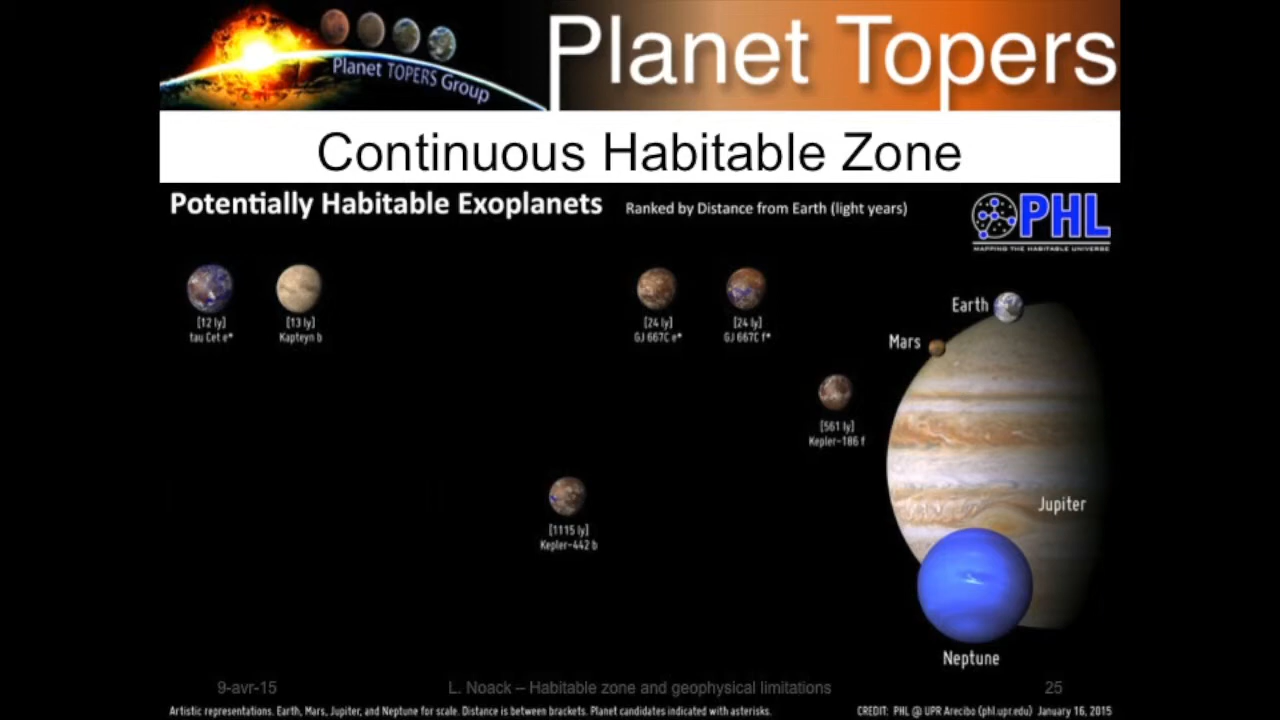 Planet TOPERS Group
Planet Topers
Continuous Habitable Zone
Potentially Habitable Exoplanets
Ranked by Distance from Earth (light years)
PHL
MAPPING THE HABITABLE UNIVERSE
[12 ly]
tau Cet e*
[13 ly]
Kapteyn b
[24 ly]
GJ 667C e*
[24 ly]
GJ 667C f*
Earth
Mars
[561 ly]
Kepler-186 f
[1115 ly]
Kepler-442 b
Jupiter
Neptune
9-avr-15
L. Noack – Habitable zone and geophysical limitations
25
Artistic representations. Earth, Mars, Jupiter, and Neptune for scale. Distance is between brackets. Planet candidates indicated with asterisks.
CREDIT: PHL @ UPR Arecibo (phl.upr.edu) January 16, 2015